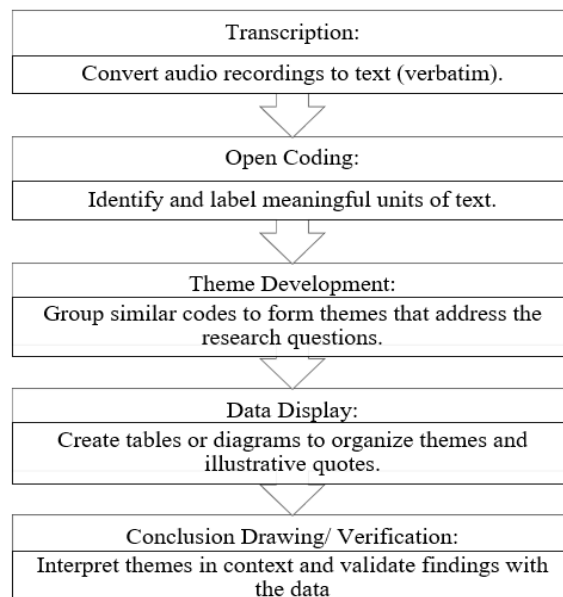 Transcription:
Convert audio recordings to text (verbatim).
Open Coding:
Identify and label meaningful units of text.
Theme Development:
Group similar codes to form themes that address the
research questions.
Data Display:
Create tables or diagrams to organize themes and
illustrative quotes.
Conclusion Drawing/ Verification:
Interpret themes in context and validate findings with
the data